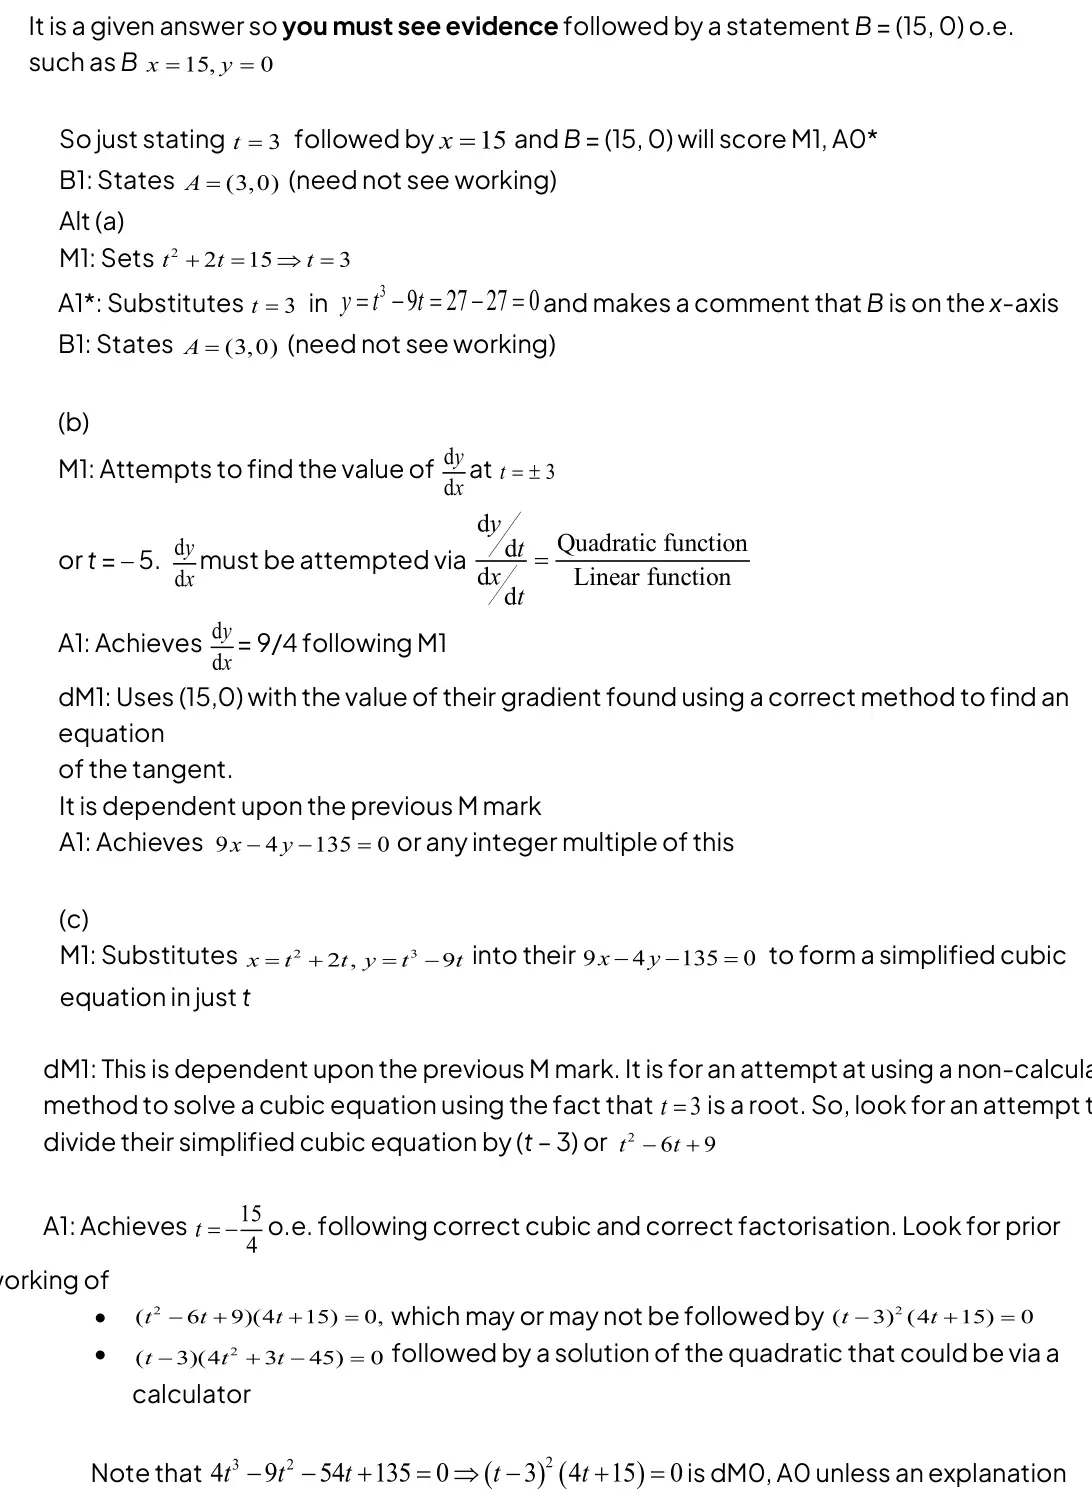 It is a given answer so you must see evidence followed by a statement B = (15, 0) o.e.
such as B x = 15, y = 0
So just stating t = 3 followed by x = 15 and B = (15, 0) will score M1, A0*
B1: States A = (3,0) (need not see working)
Alt (a)
M1: Sets t² + 2t = 15 ⇒ t = 3
A1*: Substitutes t = 3 in y = t³ − 9t = 27 − 27 = 0 and makes a comment that B is on the x-axis
B1: States A = (3,0) (need not see working)
(b)
M1: Attempts to find the value of dy/dx at t = ± 3
or t = – 5. dy/dx must be attempted via (dy/dt)/(dx/dt) = Quadratic function/Linear function
A1: Achieves dy/dx = 9/4 following M1
dM1: Uses (15,0) with the value of their gradient found using a correct method to find an
equation
of the tangent.
It is dependent upon the previous M mark
A1: Achieves 9x − 4y − 135 = 0 or any integer multiple of this
(c)
M1: Substitutes x = t² + 2t, y = t³ − 9t into their 9x − 4y − 135 = 0 to form a simplified cubic
equation in just t
dM1: This is dependent upon the previous M mark. It is for an attempt at using a non-calcula
method to solve a cubic equation using the fact that t = 3 is a root. So, look for an attempt t
divide their simplified cubic equation by (t – 3) or t² − 6t + 9
A1: Achieves t = −15/4 o.e. following correct cubic and correct factorisation. Look for prior
working of
• (t² − 6t + 9)(4t + 15) = 0, which may or may not be followed by (t − 3)² (4t + 15) = 0
• (t − 3)(4t² + 3t − 45) = 0 followed by a solution of the quadratic that could be via a
calculator
Note that 4t³ − 9t² − 54t + 135 = 0 ⇒ (t − 3)² (4t + 15) = 0 is dM0, A0 unless an explanation